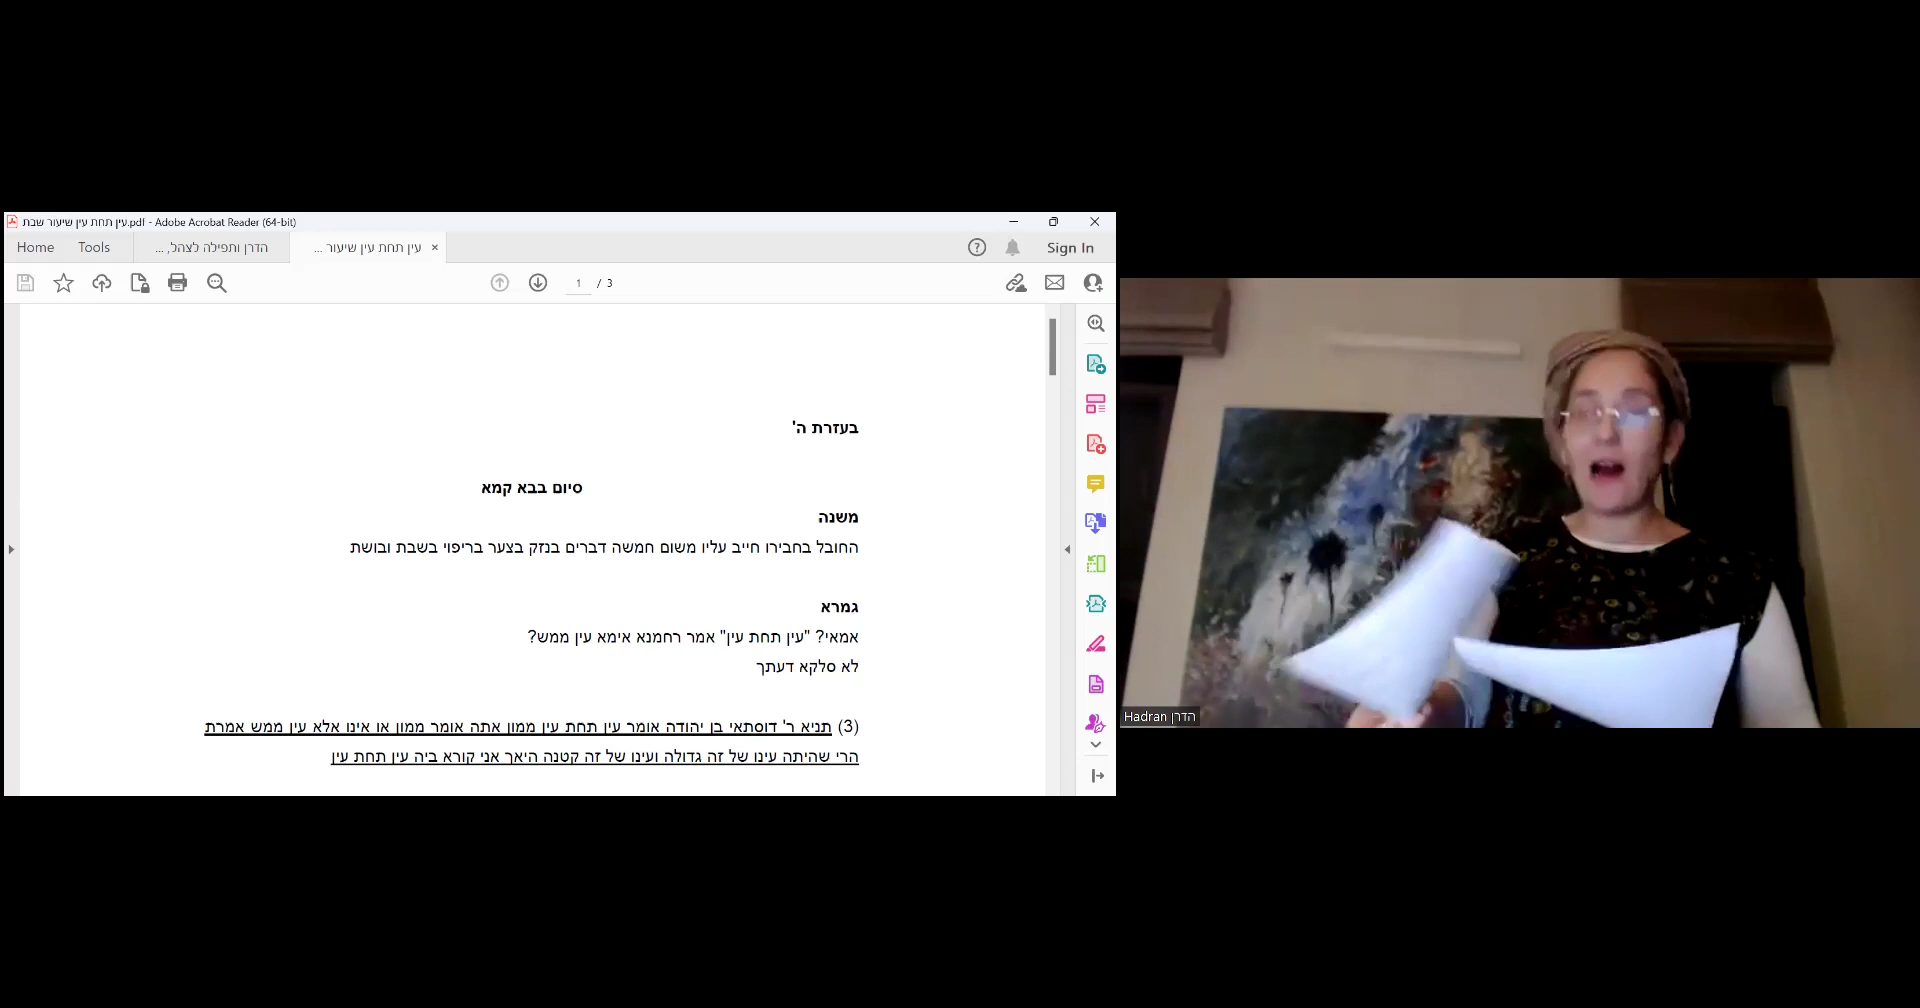 עין תחת עין שיעור שבת.pdf - Adobe Acrobat Reader (64-bit)
Home
Tools
הדרן ותפילה לצהל, ...
עין תחת עין שיעור ...
Sign In
1 / 3
בעזרת ה'
סיום בבא קמא
משנה
החובל בחבירו חייב עליו משום חמשה דברים בנזק בצער בריפוי בשבת ובושת
גמרא
אמאי? "עין תחת עין" אמר רחמנא אימא עין ממש?
לא סלקא דעתך
(3) תניא ר' דוסתאי בן יהודה אומר עין תחת עין ממון אתה אומר ממון או אינו אלא עין ממש אמרת
הרי שהיתה עינו של זה גדולה ועינו של זה קטנה היאך אני קורא ביה עין תחת עין
Hadran הדרן